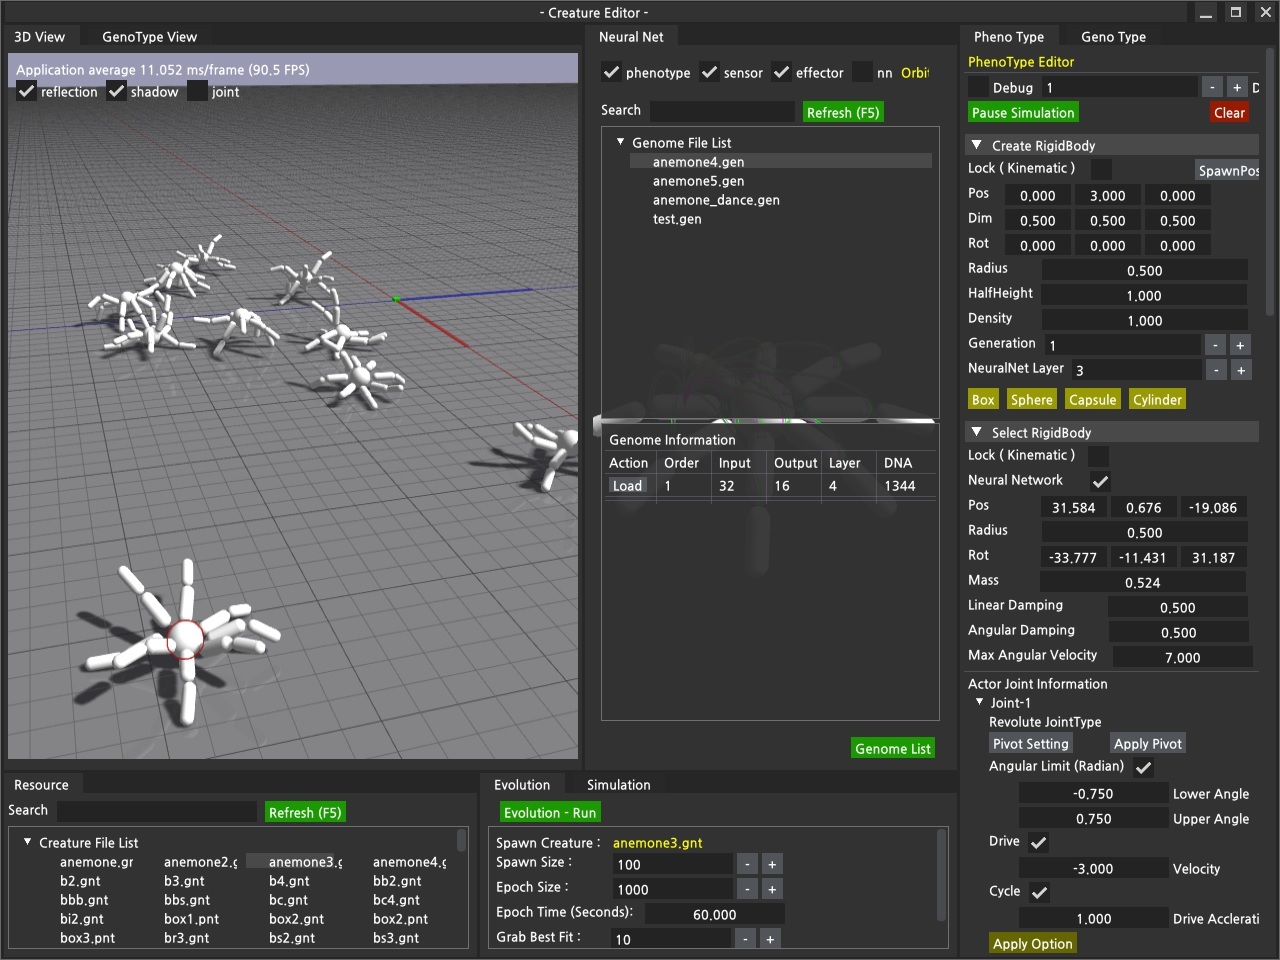 - Creature Editor -
3D View GenoType View
Application average 11.052 ms/frame (90.5 FPS)
reflection shadow joint
Neural Net
phenotype sensor effector nn Orbit
Search Refresh (F5)
Genome File List
anemone4.gen
anemone5.gen
anemone_dance.gen
test.gen
Genome Information
Action Order Input Output Layer DNA
Load 1 32 16 4 1344
Genome List
Pheno Type Geno Type
PhenoType Editor
Debug 1 - + D
Pause Simulation Clear
Create RigidBody
Lock ( Kinematic ) SpawnPos
Pos 0.000 3.000 0.000
Dim 0.500 0.500 0.500
Rot 0.000 0.000 0.000
Radius 0.500
HalfHeight 1.000
Density 1.000
Generation 1 - +
NeuralNet Layer 3 - +
Box Sphere Capsule Cylinder
Select RigidBody
Lock ( Kinematic )
Neural Network
Pos 31.584 0.676 -19.086
Radius 0.500
Rot -33.777 -11.431 31.187
Mass 0.524
Linear Damping 0.500
Angular Damping 0.500
Max Angular Velocity 7.000
Actor Joint Information
Joint-1
Revolute JointType
Pivot Setting Apply Pivot
Angular Limit (Radian)
-0.750 Lower Angle
0.750 Upper Angle
Drive
-3.000 Velocity
Cycle
1.000 Drive Acclerati
Apply Option
Resource
Search Refresh (F5)
Creature File List
anemone.gr anemone2.g anemone3.g anemone4.g
b2.gnt b3.gnt b4.gnt bb2.gnt
bbb.gnt bbs.gnt bc.gnt bc4.gnt
bi2.gnt box1.pnt box2.gnt box2.pnt
box3.pnt br3.gnt bs2.gnt bs3.gnt
Evolution Simulation
Evolution - Run
Spawn Creature : anemone3.gnt
Spawn Size : 100 - +
Epoch Size : 1000 - +
Epoch Time (Seconds): 60.000
Grab Best Fit : 10 - +